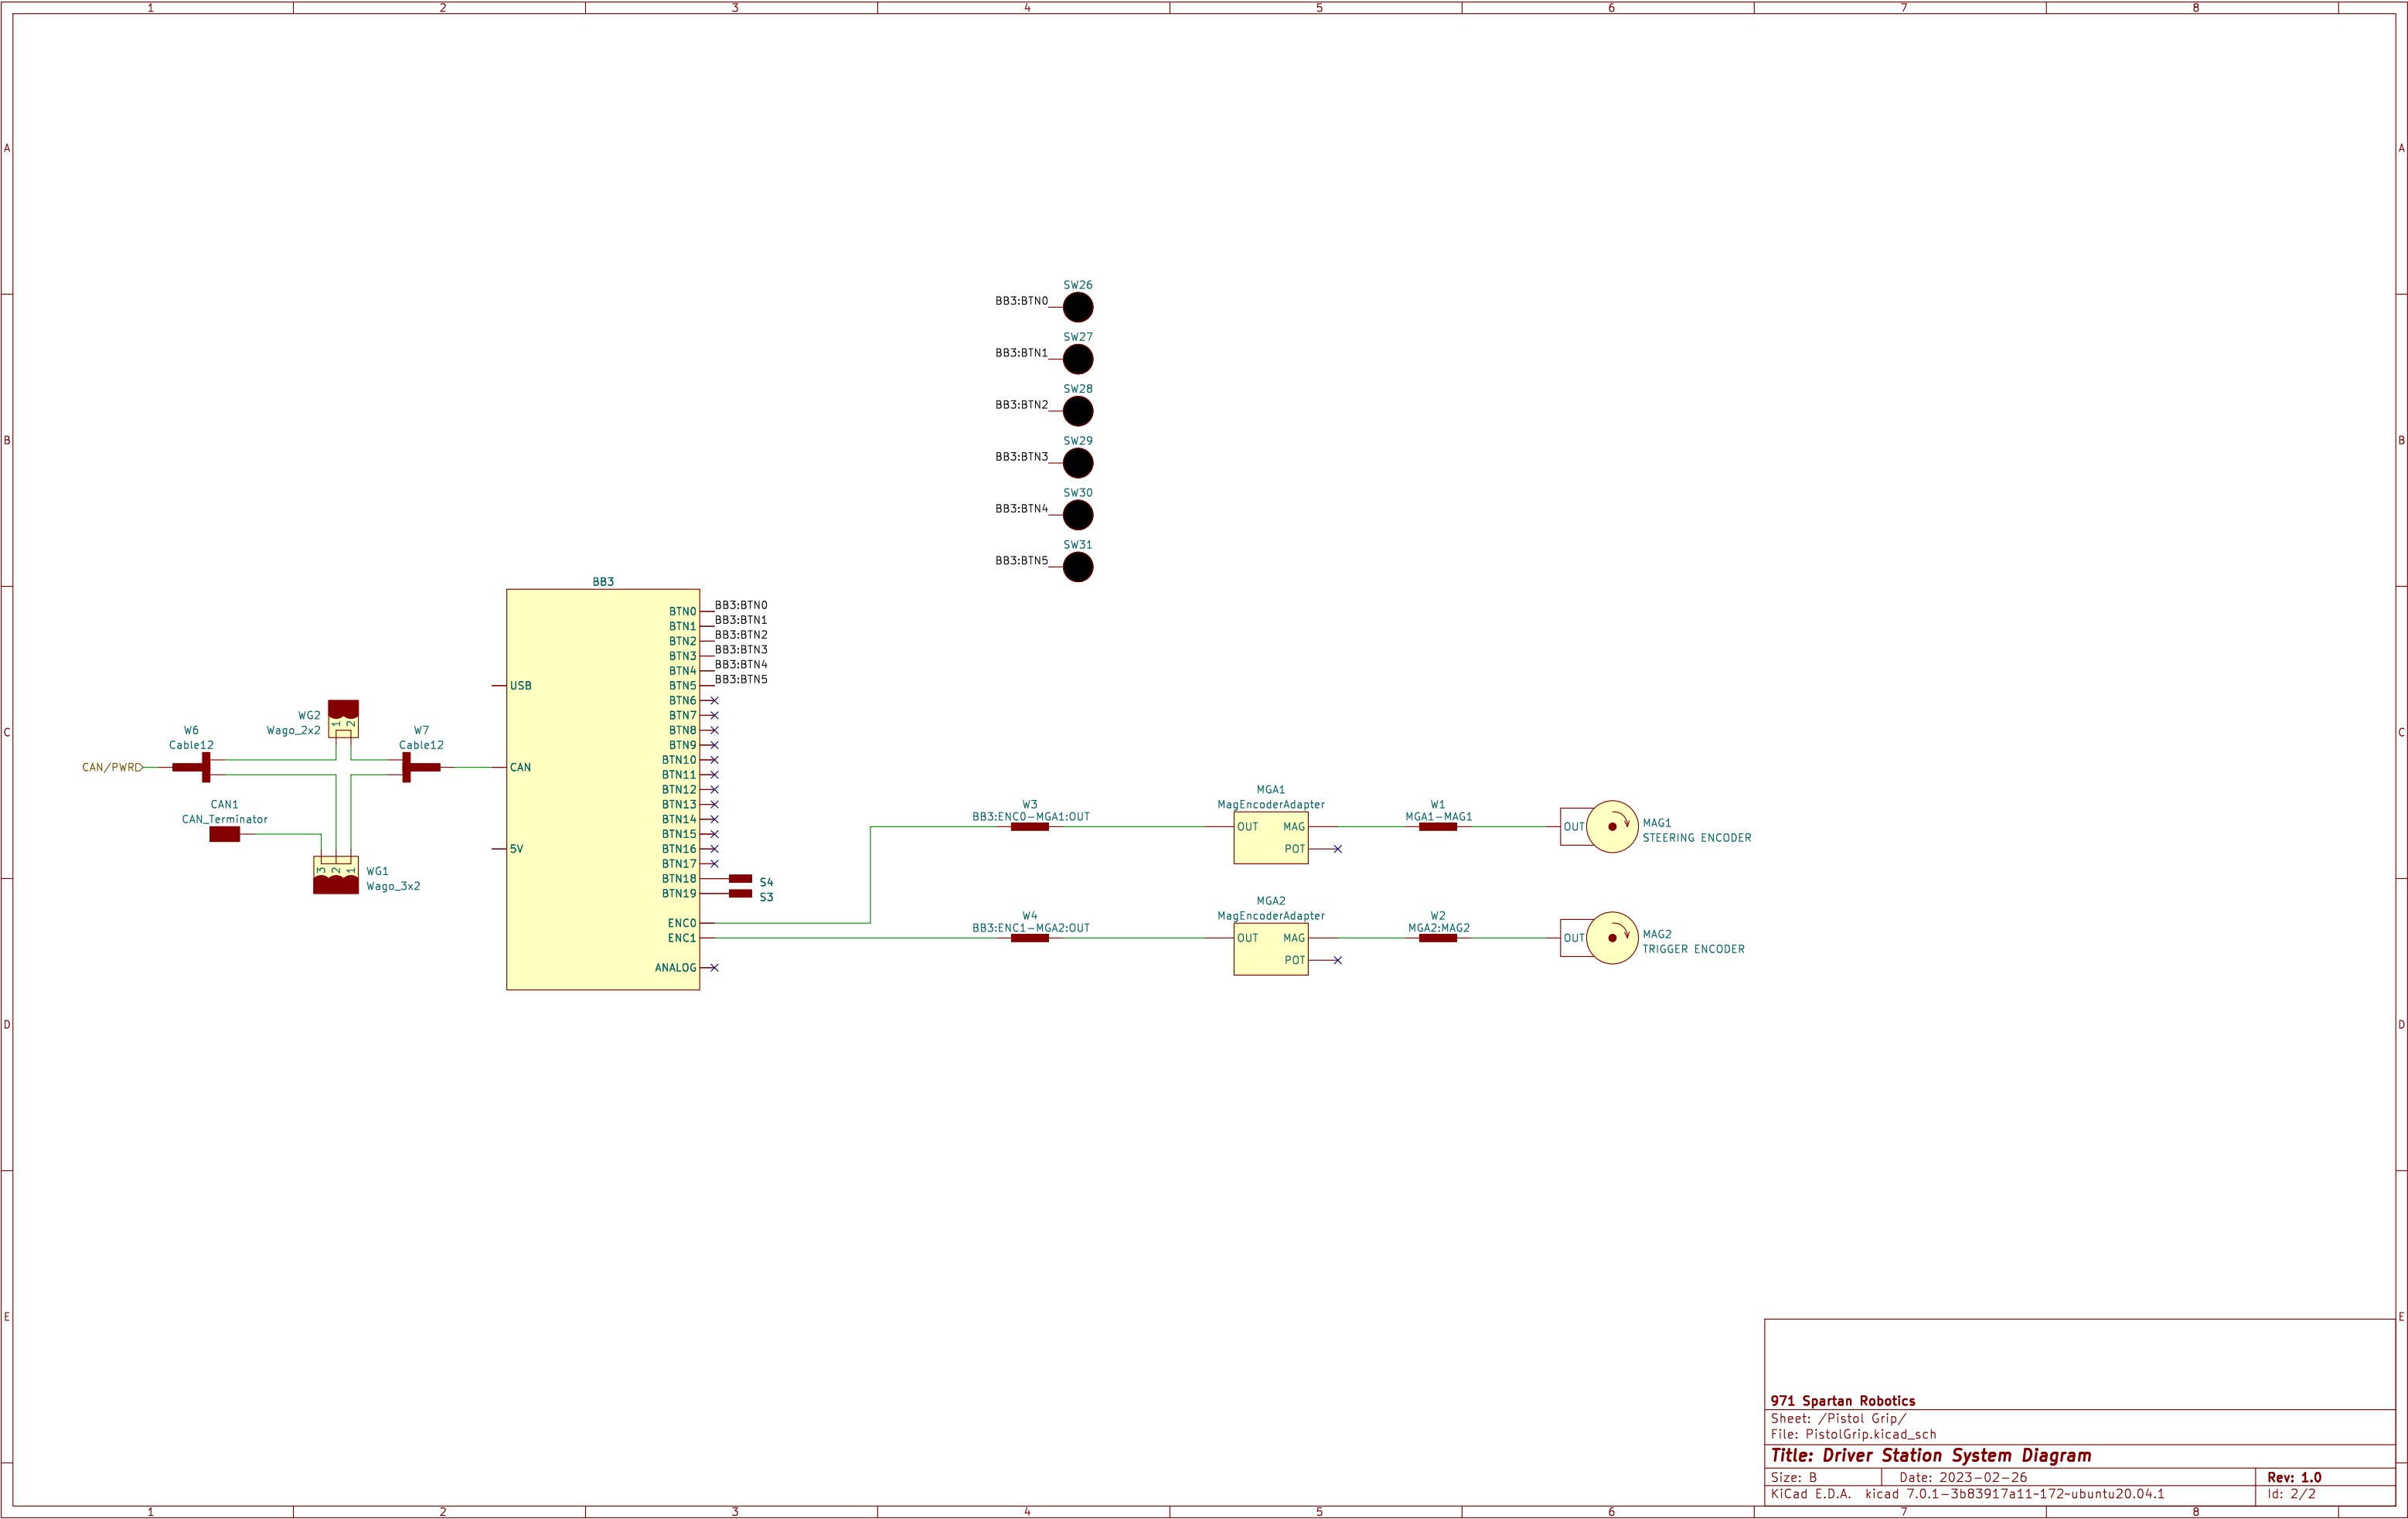 1 2 3 4 5 6 7 8
A A
SW26
BB3:BTN0
SW27
BB3:BTN1
SW28
BB3:BTN2
B B
SW29
BB3:BTN3
SW30
BB3:BTN4
SW31
BB3:BTN5
BB3
BTN0 BB3:BTN0
BTN1 BB3:BTN1
BTN2 BB3:BTN2
BTN3 BB3:BTN3
BTN4 BB3:BTN4
BTN5 BB3:BTN5
USB
BTN6
BTN7
BTN8
BTN9
BTN10
BTN11
BTN12
BTN13
BTN14
BTN15
BTN16
BTN17
BTN18 S4
BTN19 S3
ENC0
ENC1
ANALOG
CAN
5V
C C
WG2
Wago_2x2
1 2
W6
Cable12
W7
Cable12
CAN/PWR
CAN1
CAN_Terminator
3 2 1
WG1
Wago_3x2
W3
BB3:ENC0-MGA1:OUT
MGA1
MagEncoderAdapter
OUT MAG
POT
W1
MGA1-MAG1
OUT
MAG1
STEERING ENCODER
W4
BB3:ENC1-MGA2:OUT
MGA2
MagEncoderAdapter
OUT MAG
POT
W2
MGA2:MAG2
OUT
MAG2
TRIGGER ENCODER
D D
E E
971 Spartan Robotics
Sheet: /Pistol Grip/
File: PistolGrip.kicad_sch
Title: Driver Station System Diagram
Size: B Date: 2023-02-26 Rev: 1.0
KiCad E.D.A. kicad 7.0.1-3b83917a11~172~ubuntu20.04.1 Id: 2/2
1 2 3 4 5 6 7 8